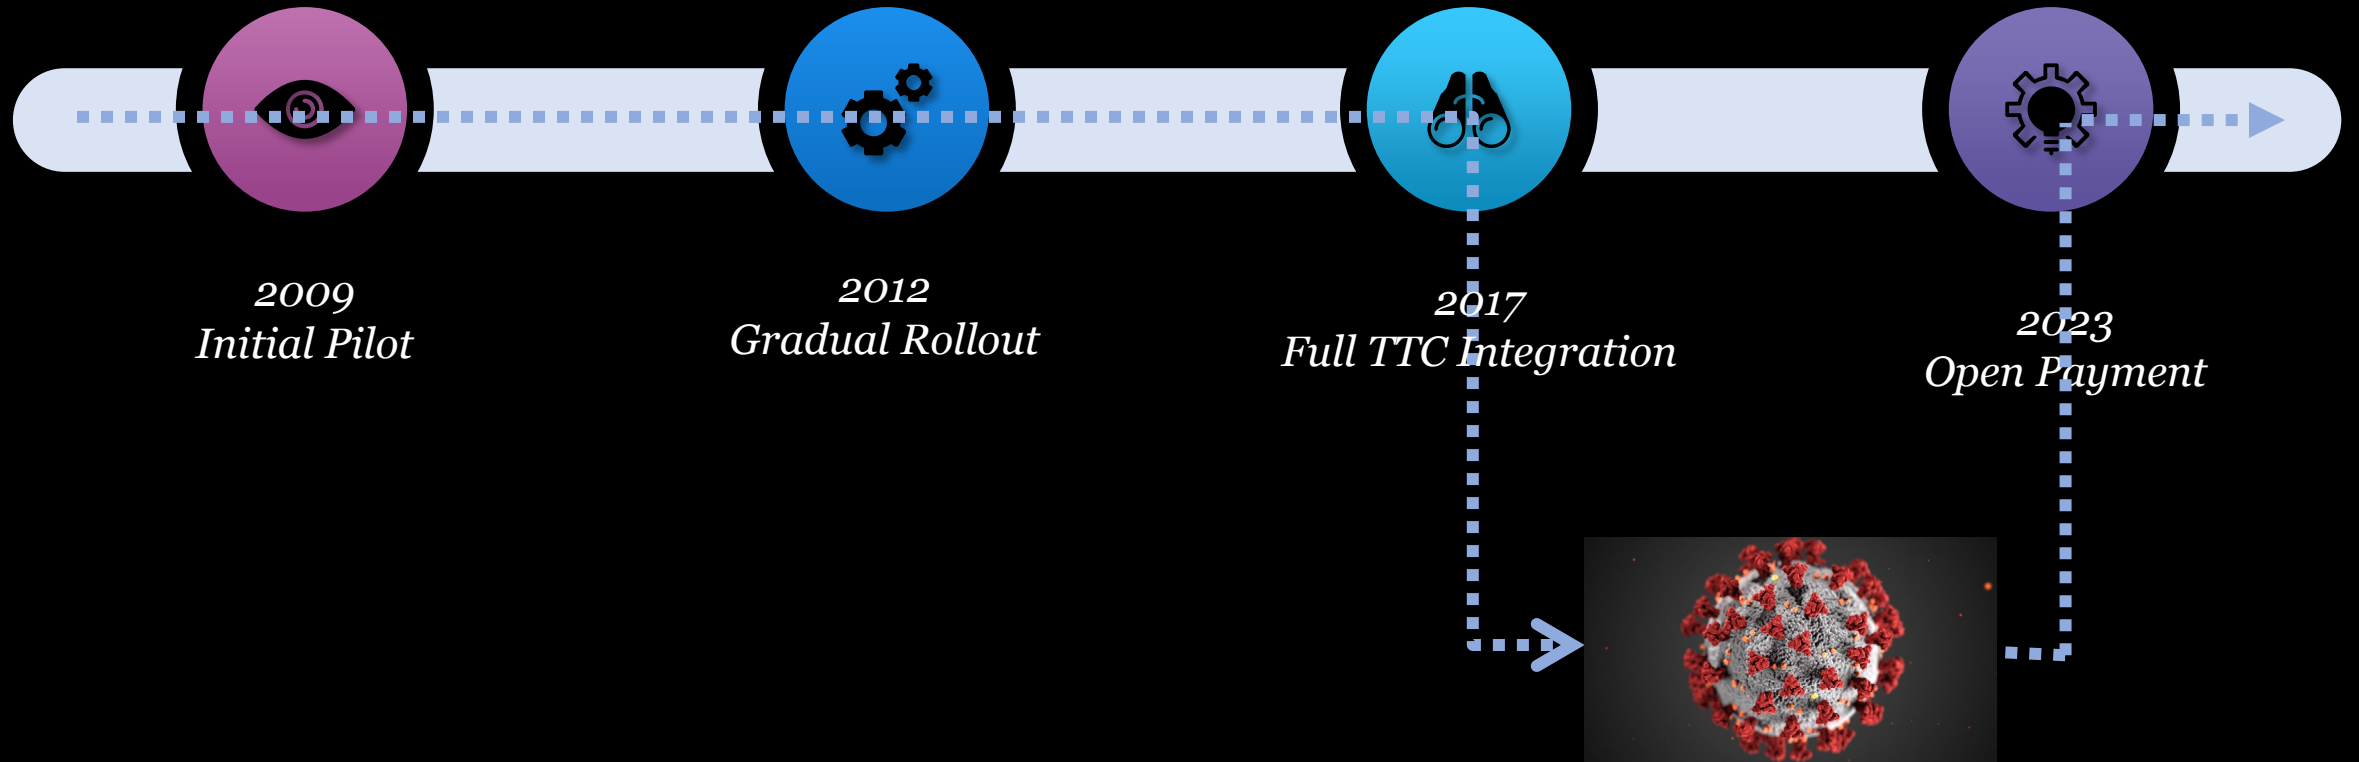 2009
Initial Pilot
2012
Gradual Rollout
2017
Full TTC Integration
2023
Open Payment